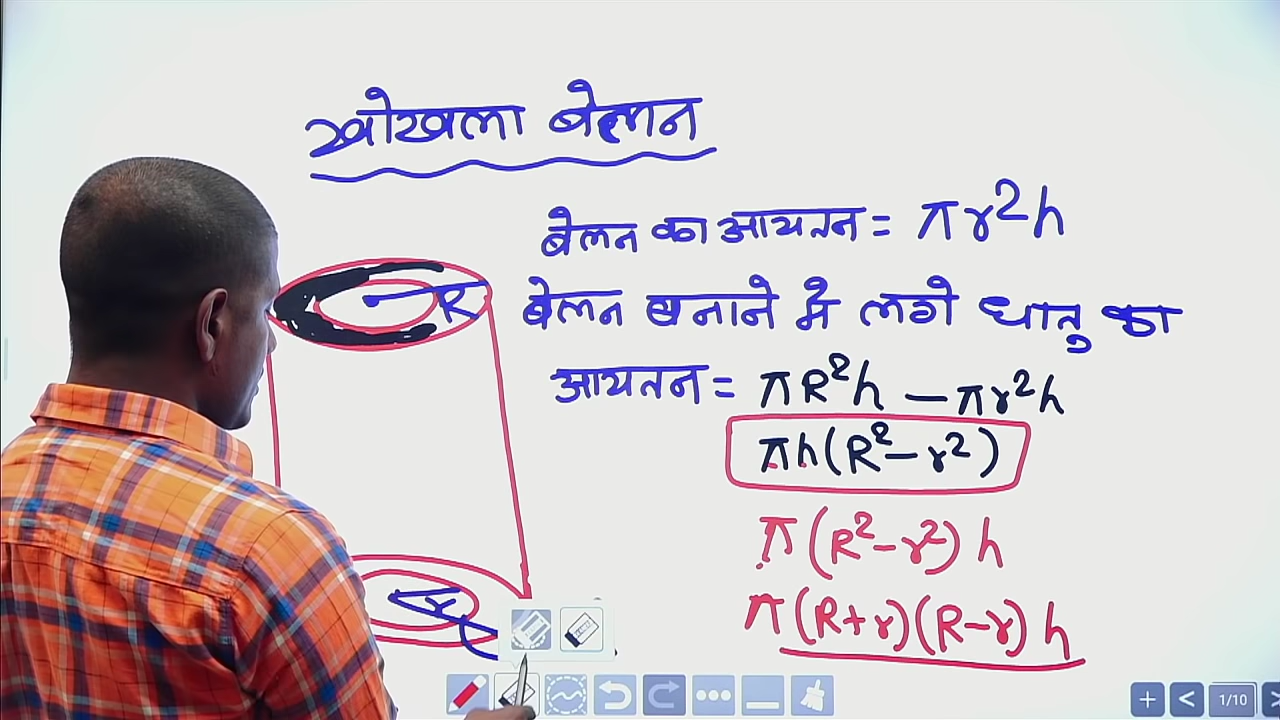 खोखला बेलन
बेलन का आयतन = πr²h
R
बेलन बनाने में लगे धातु का
आयतन = πR²h – πr²h
πh(R²–r²)
π(R²–r²)h
r
π(R+r)(R–r)h
1/10